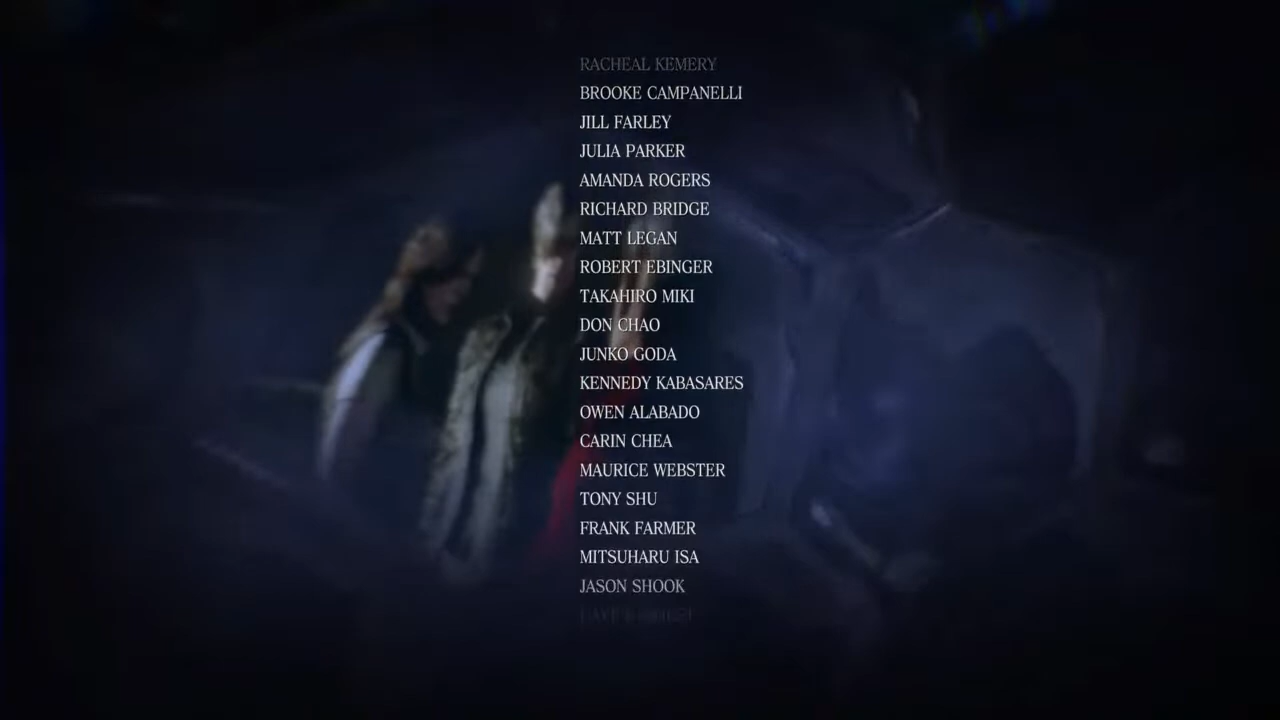 RACHEAL KEMERY
BROOKE CAMPANELLI
JILL FARLEY
JULIA PARKER
AMANDA ROGERS
RICHARD BRIDGE
MATT LEGAN
ROBERT EBINGER
TAKAHIRO MIKI
DON CHAO
JUNKO GODA
KENNEDY KABASARES
OWEN ALABADO
CARIN CHEA
MAURICE WEBSTER
TONY SHU
FRANK FARMER
MITSUHARU ISA
JASON SHOOK